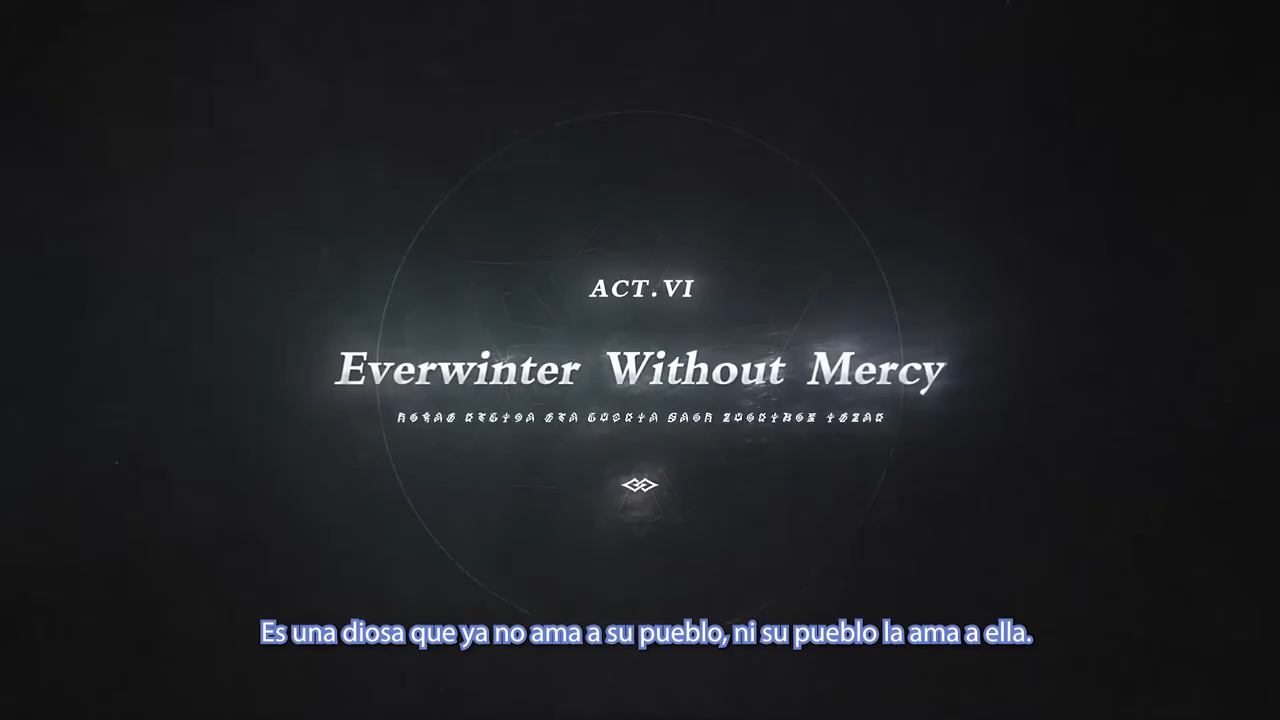 ACT.VI
Everwinter Without Mercy
Es una diosa que ya no ama a su pueblo, ni su pueblo la ama a ella.